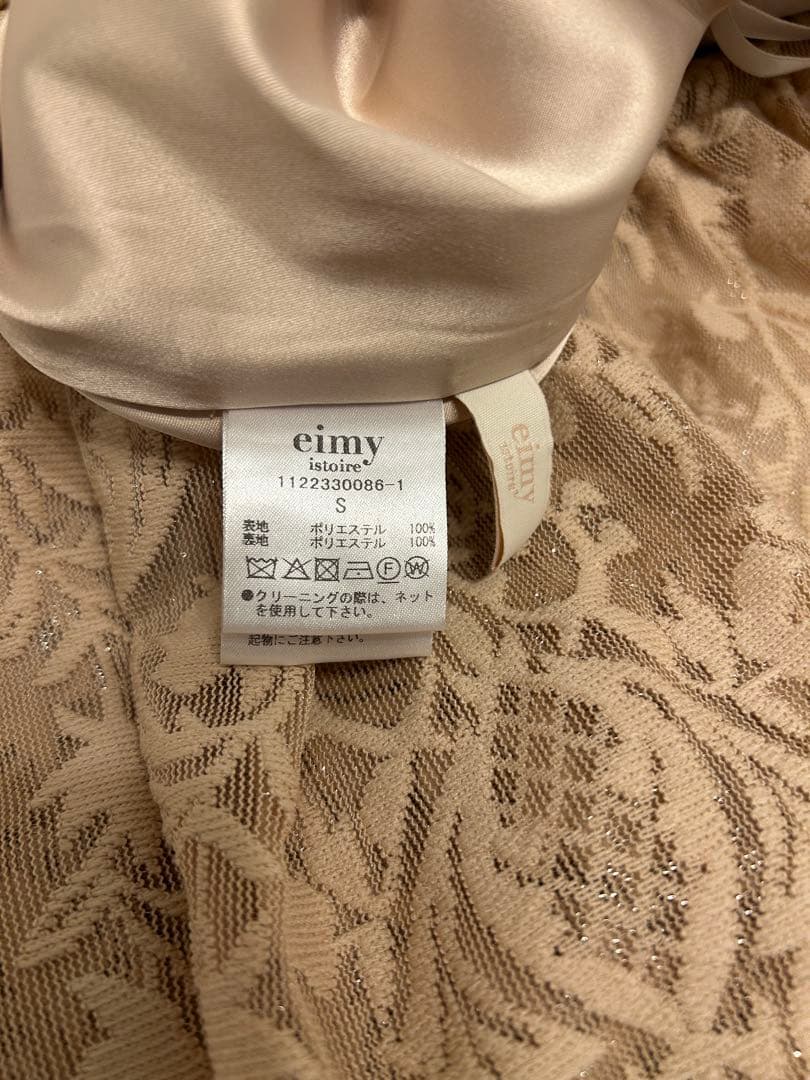 eimy
istoire
1122330086-1
S
表地 ポリエステル 100%
裏地 ポリエステル 100%
F W
●クリーニングの際は、ネット
を使用して下さい。
起物にご注意下さい。
eimy
istoire